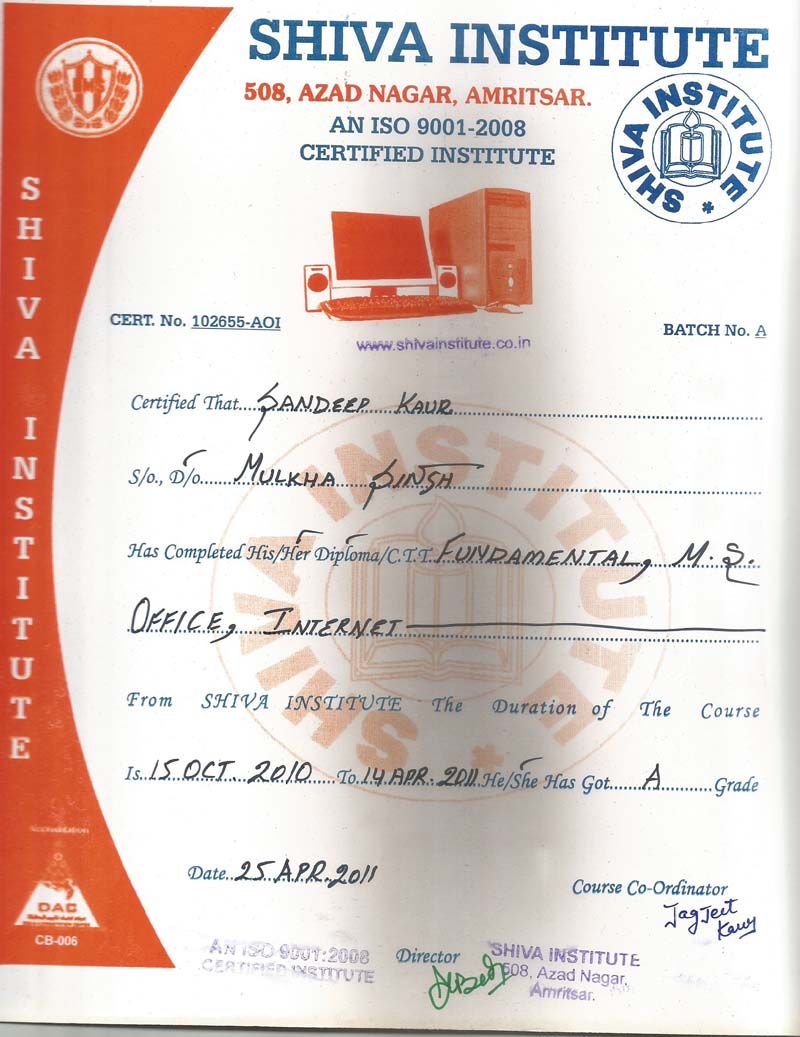 SHIVA INSTITUTE
508, AZAD NAGAR, AMRITSAR.
AN ISO 9001-2008
CERTIFIED INSTITUTE
SHIVA INSTITUTE
SHIVA INSTITUTE
CERT. No. 102655-AOI
BATCH No. A
www.shivainstitute.co.in
Certified That....SANDEEP KAUR
S/o., D/o......MULKHA SINGH
Has Completed His/Her Diploma/C.T.T. FUNDAMENTAL, M.S.
OFFICE, INTERNET
From SHIVA INSTITUTE The Duration of The Course
Is..15 OCT. 2010 To 14 APR. 2011 He/She Has Got.......A.......... Grade
SHIVA INSTITUTE
Date..25 APR. 2011
Accreditation
DAC
CB-006
Course Co-Ordinator
Jagjeet
Kaur
AN ISO 9001:2008
CERTIFIED INSTITUTE
Director
SHIVA INSTITUTE
508, Azad Nagar,
Amritsar.